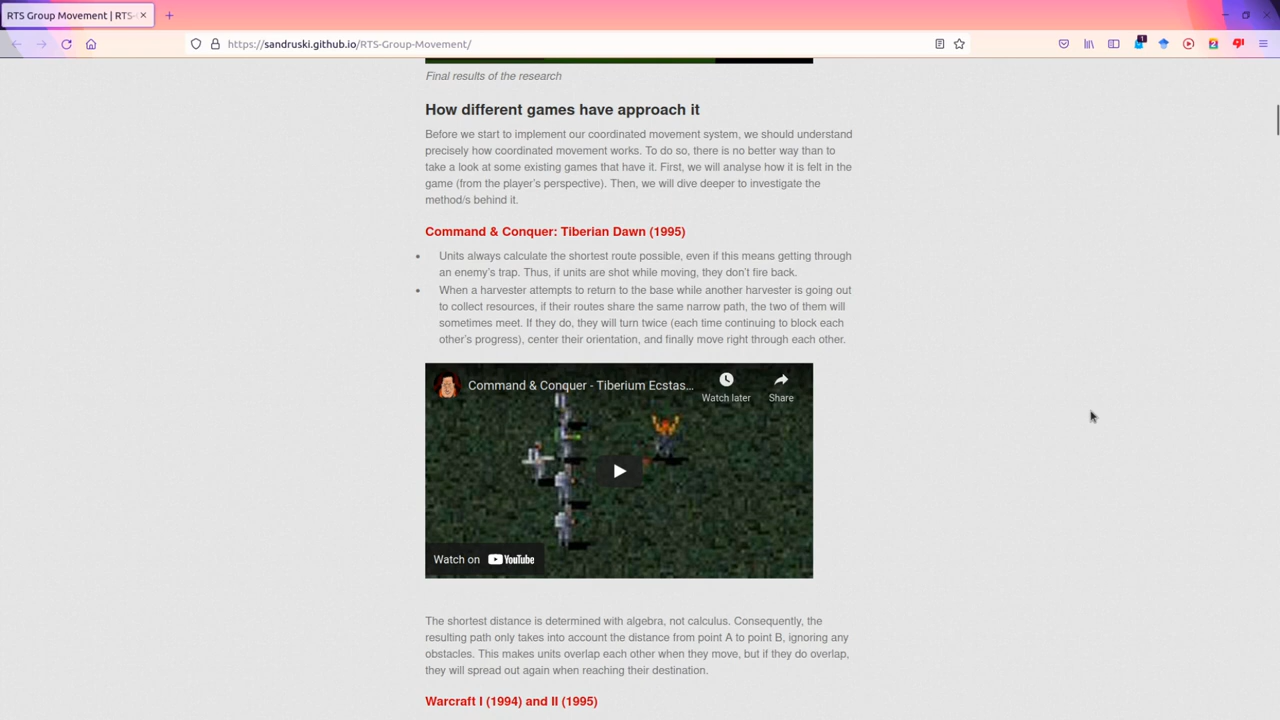 RTS Group Movement | RTS-
https://sandruski.github.io/RTS-Group-Movement/
1
Final results of the research
How different games have approach it
Before we start to implement our coordinated movement system, we should understand
precisely how coordinated movement works. To do so, there is no better way than to
take a look at some existing games that have it. First, we will analyse how it is felt in the
game (from the player’s perspective). Then, we will dive deeper to investigate the
method/s behind it.
Command & Conquer: Tiberian Dawn (1995)
Units always calculate the shortest route possible, even if this means getting through
an enemy’s trap. Thus, if units are shot while moving, they don’t fire back.
When a harvester attempts to return to the base while another harvester is going out
to collect resources, if their routes share the same narrow path, the two of them will
sometimes meet. If they do, they will turn twice (each time continuing to block each
other’s progress), center their orientation, and finally move right through each other.
Command & Conquer - Tiberium Ecstas…
Watch later
Share
Watch on YouTube
The shortest distance is determined with algebra, not calculus. Consequently, the
resulting path only takes into account the distance from point A to point B, ignoring any
obstacles. This makes units overlap each other when they move, but if they do overlap,
they will spread out again when reaching their destination.
Warcraft I (1994) and II (1995)